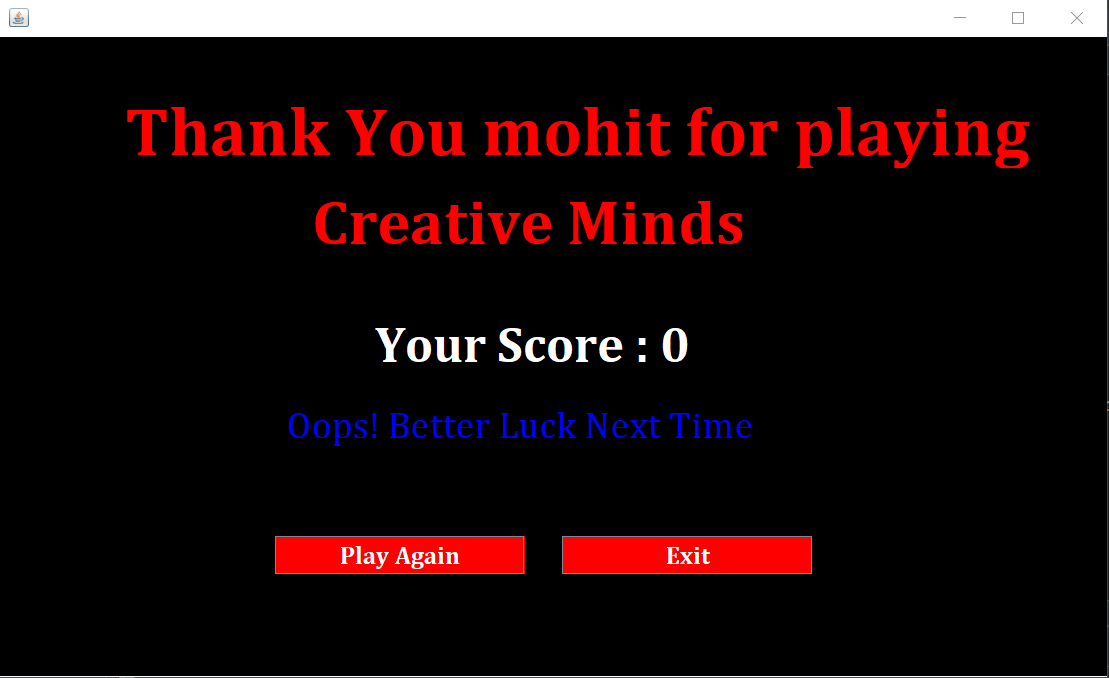 Thank You mohit for playing
Creative Minds
Your Score : 0
Oops! Better Luck Next Time
Play Again
Exit